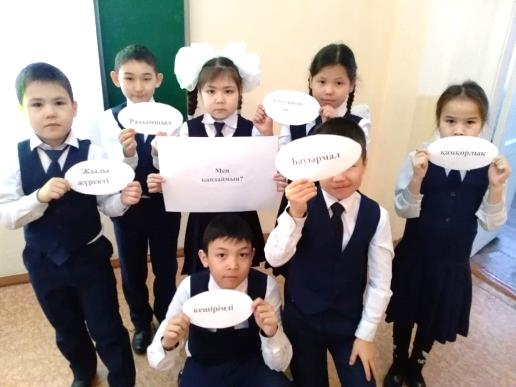 Рахымшыл
Жылы
жүректі
Мен
қандаймын?
Бауырмал
қамқорлық
кешірімді